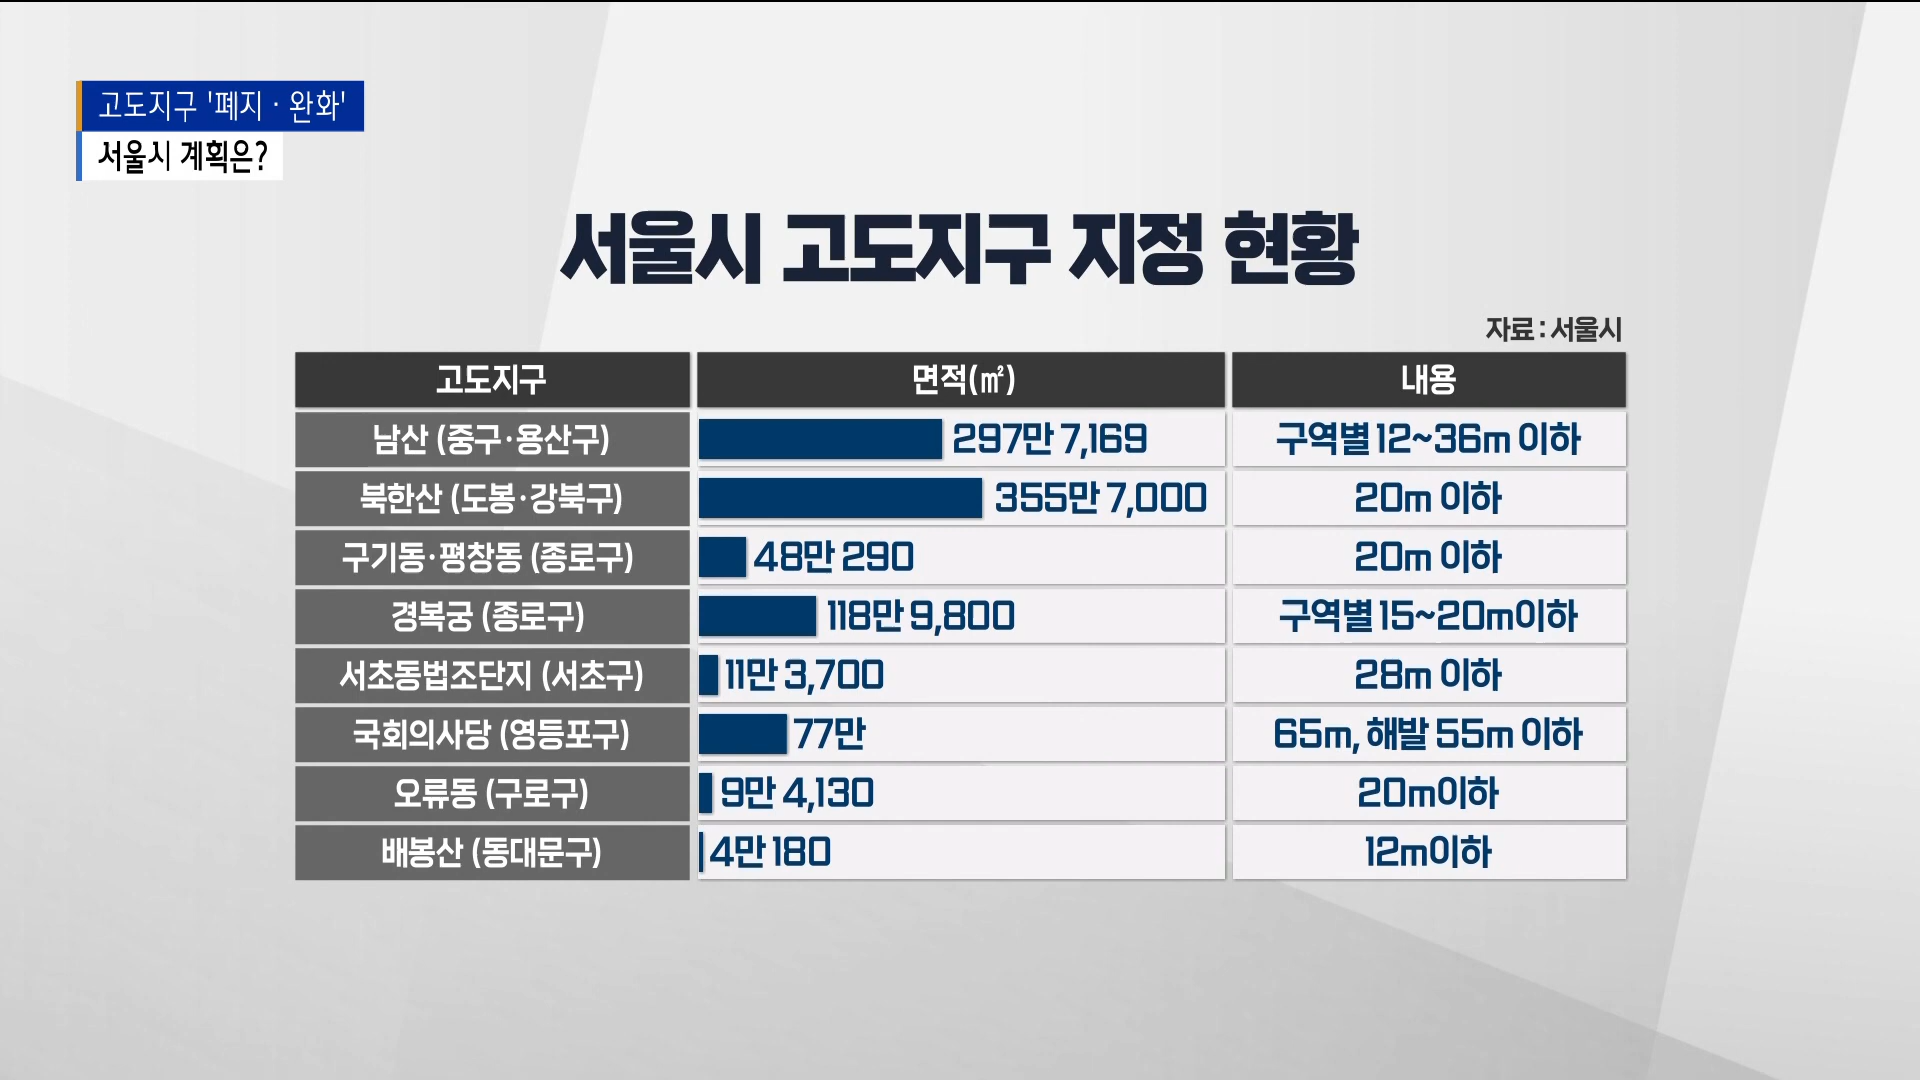 고도지구 '폐지 · 완화'
서울시 계획은?
서울시 고도지구 지정 현황
자료 : 서울시
고도지구 면적(㎡) 내용
남산 (중구·용산구) 297만 7,169 구역별 12~36m 이하
북한산 (도봉·강북구) 355만 7,000 20m 이하
구기동·평창동 (종로구) 48만 290 20m 이하
경복궁 (종로구) 118만 9,800 구역별 15~20m이하
서초동법조단지 (서초구) 11만 3,700 28m 이하
국회의사당 (영등포구) 77만 65m, 해발 55m 이하
오류동 (구로구) 9만 4,130 20m이하
배봉산 (동대문구) 4만 180 12m이하